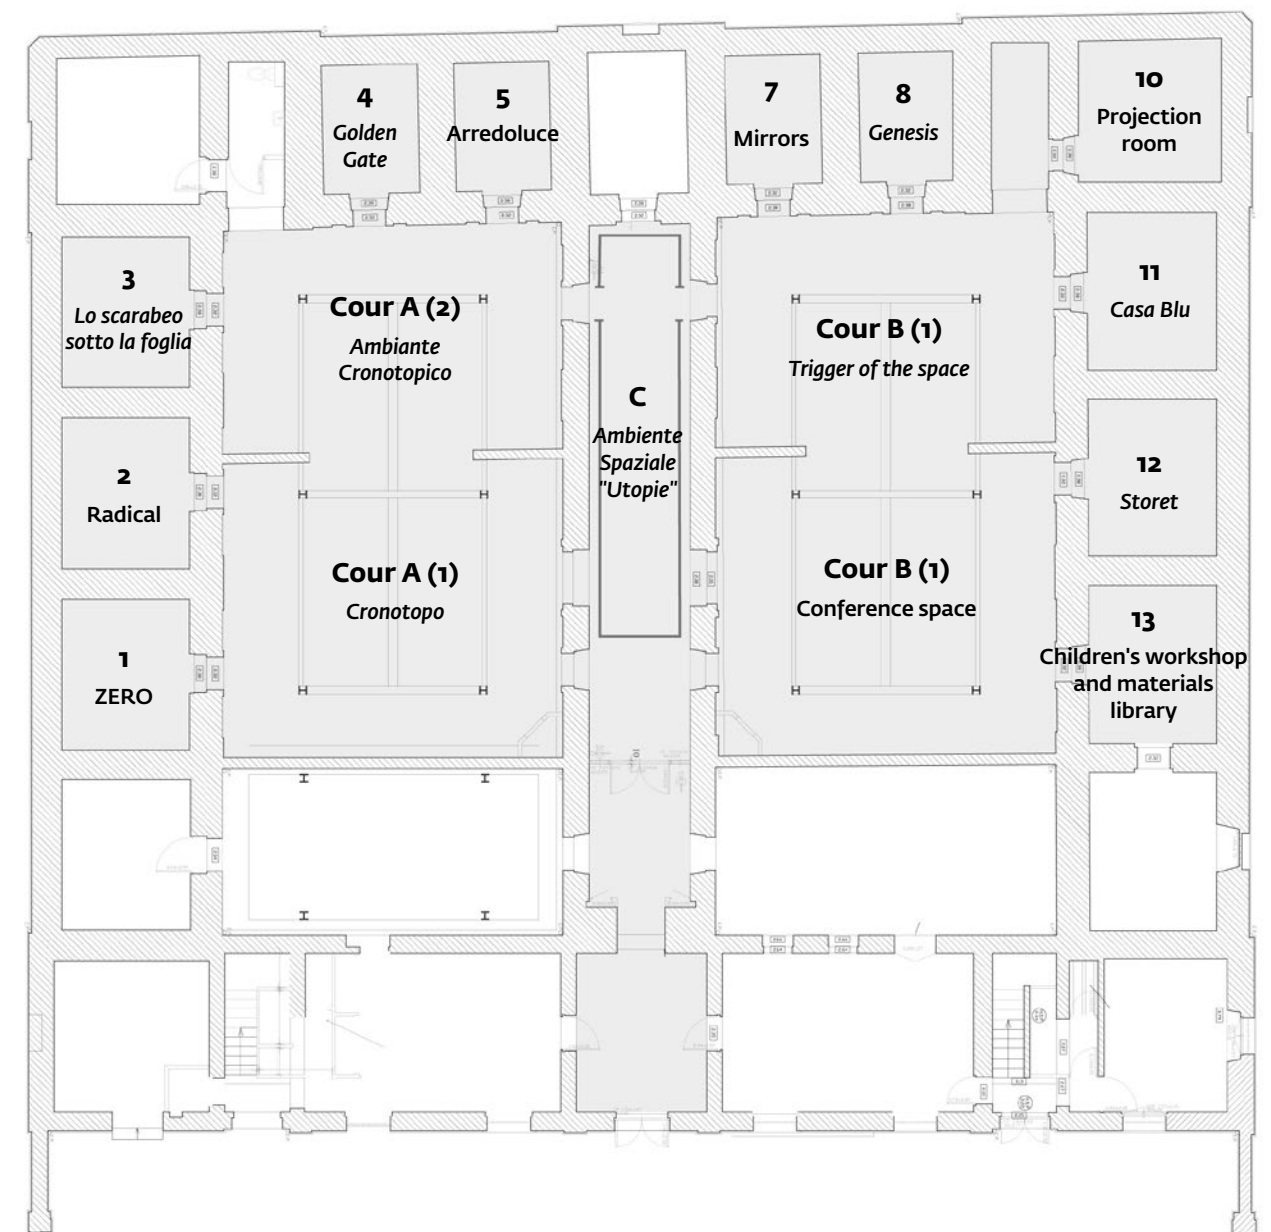 4
Golden
Gate
5
Arredoluce
7
Mirrors
8
Genesis
10
Projection
room
3
Lo scarabeo
sotto la foglia
Cour A (2)
Ambiante
Cronotopico
C
Ambiente
Spaziale
"Utopie"
Cour B (1)
Trigger of the space
11
Casa Blu
2
Radical
12
Storet
1
ZERO
Cour A (1)
Cronotopo
Cour B (1)
Conference space
13
Children's workshop
and materials
library